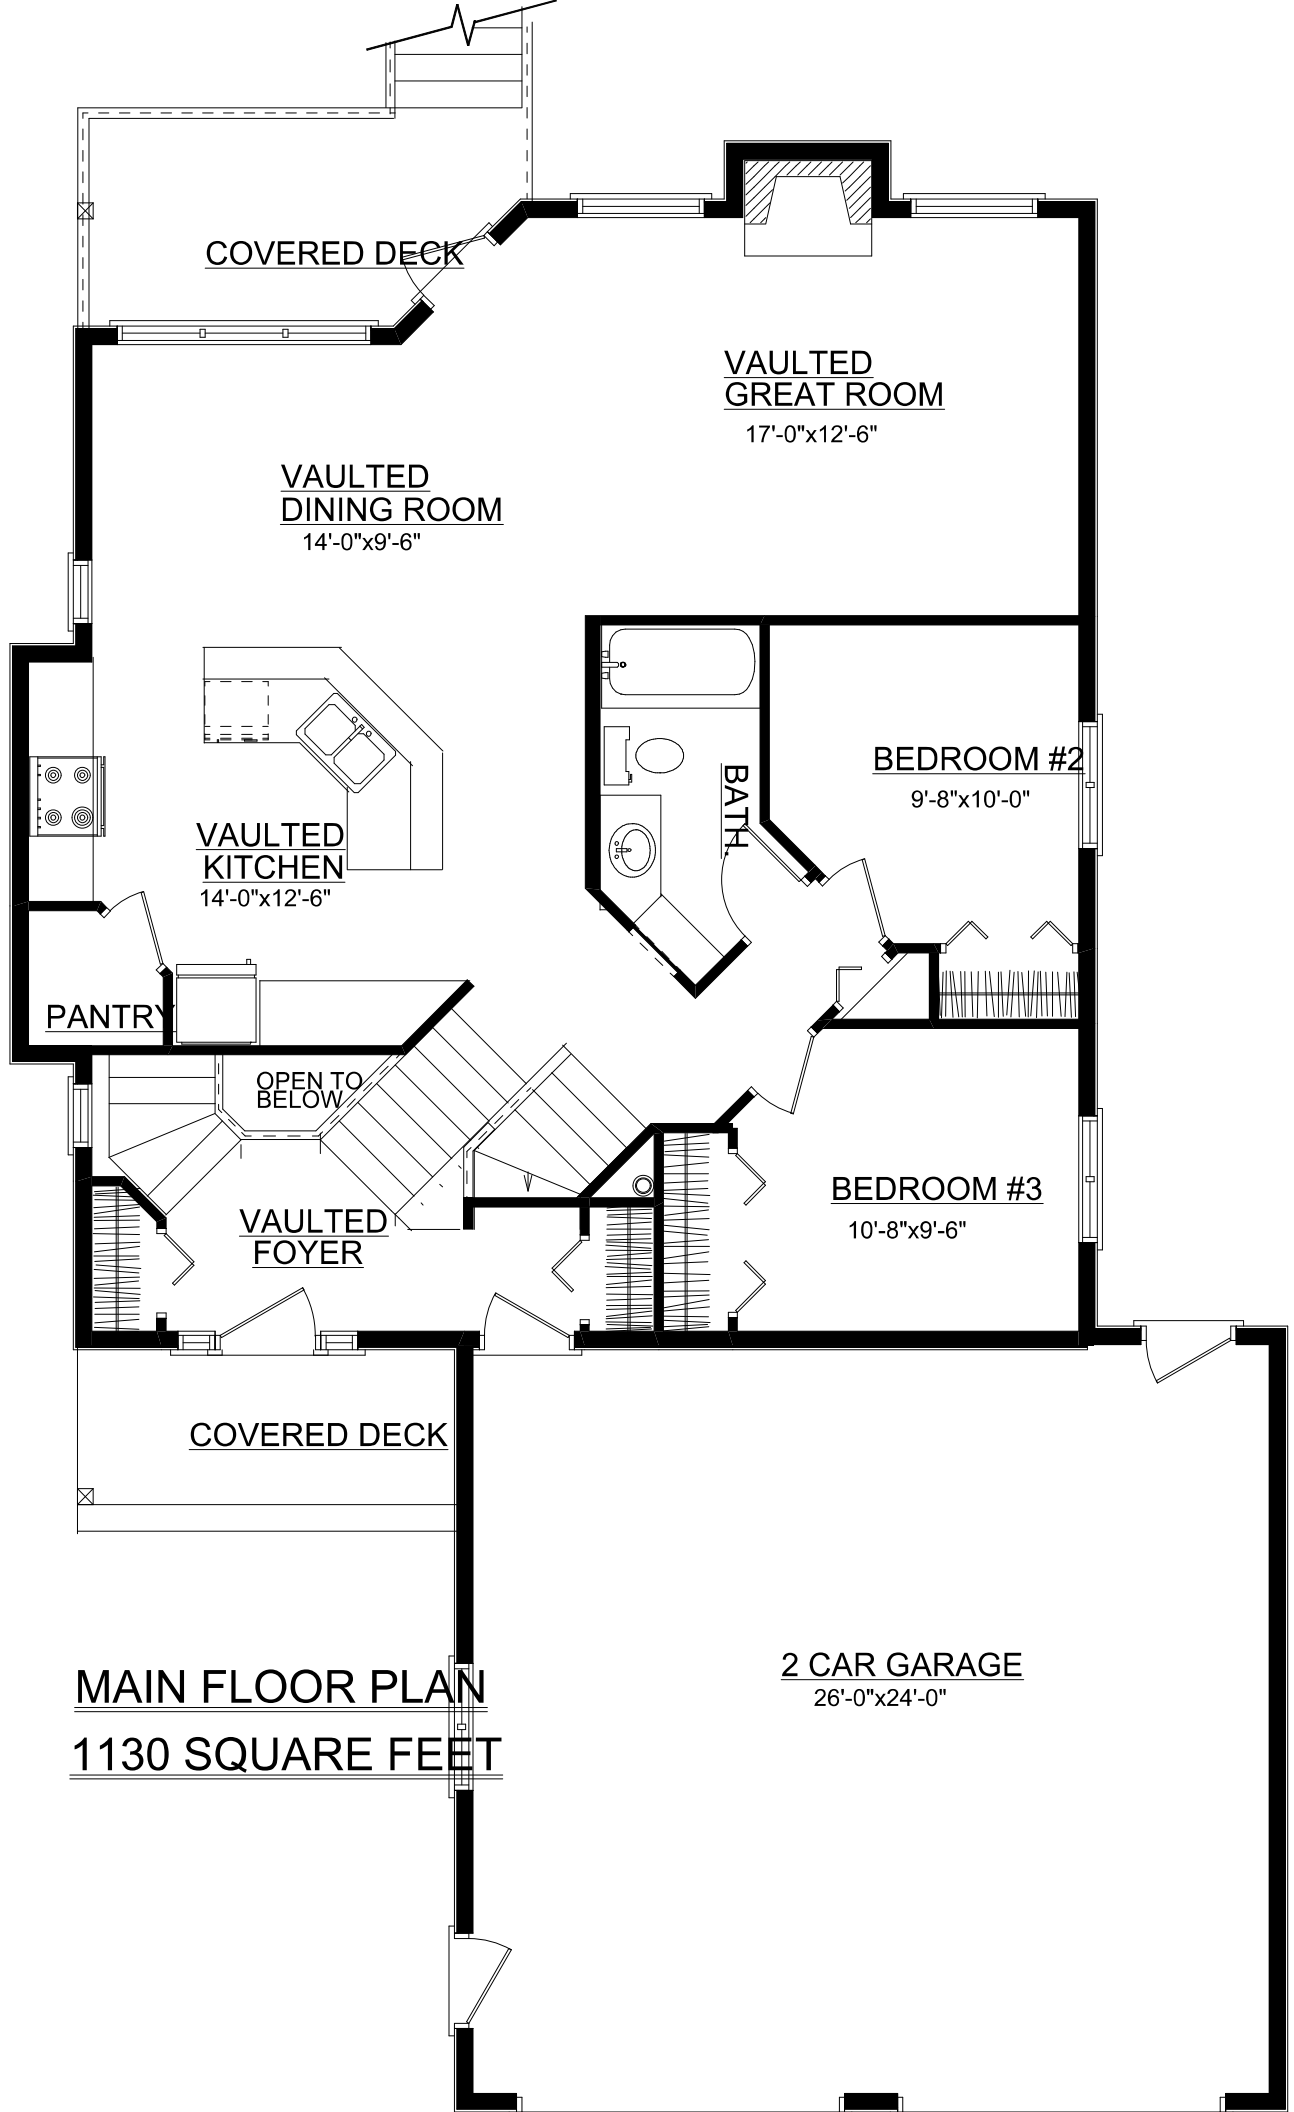 COVERED DECK
VAULTED
GREAT ROOM
17'-0"x12'-6"
VAULTED
DINING ROOM
14'-0"x9'-6"
BEDROOM #2
9'-8"x10'-0"
BATH.
VAULTED
KITCHEN
14'-0"x12'-6"
PANTRY
OPEN TO
BELOW
BEDROOM #3
10'-8"x9'-6"
VAULTED
FOYER
COVERED DECK
2 CAR GARAGE
26'-0"x24'-0"
MAIN FLOOR PLAN
1130 SQUARE FEET